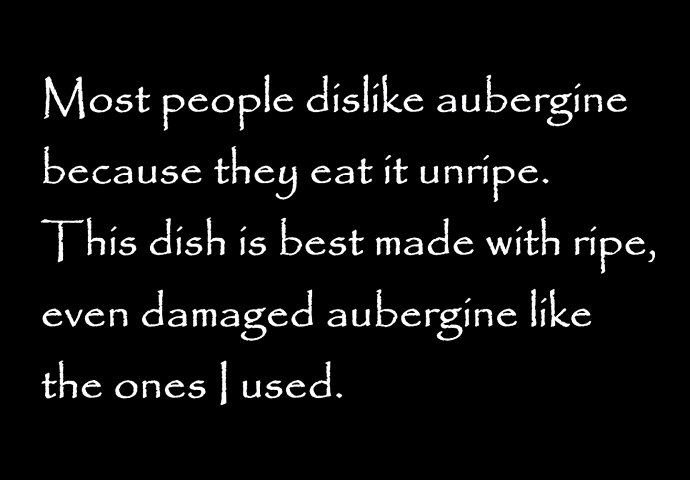 Most people dislike aubergine
because they eat it unripe.
This dish is best made with ripe,
even damaged aubergine like
the ones I used.